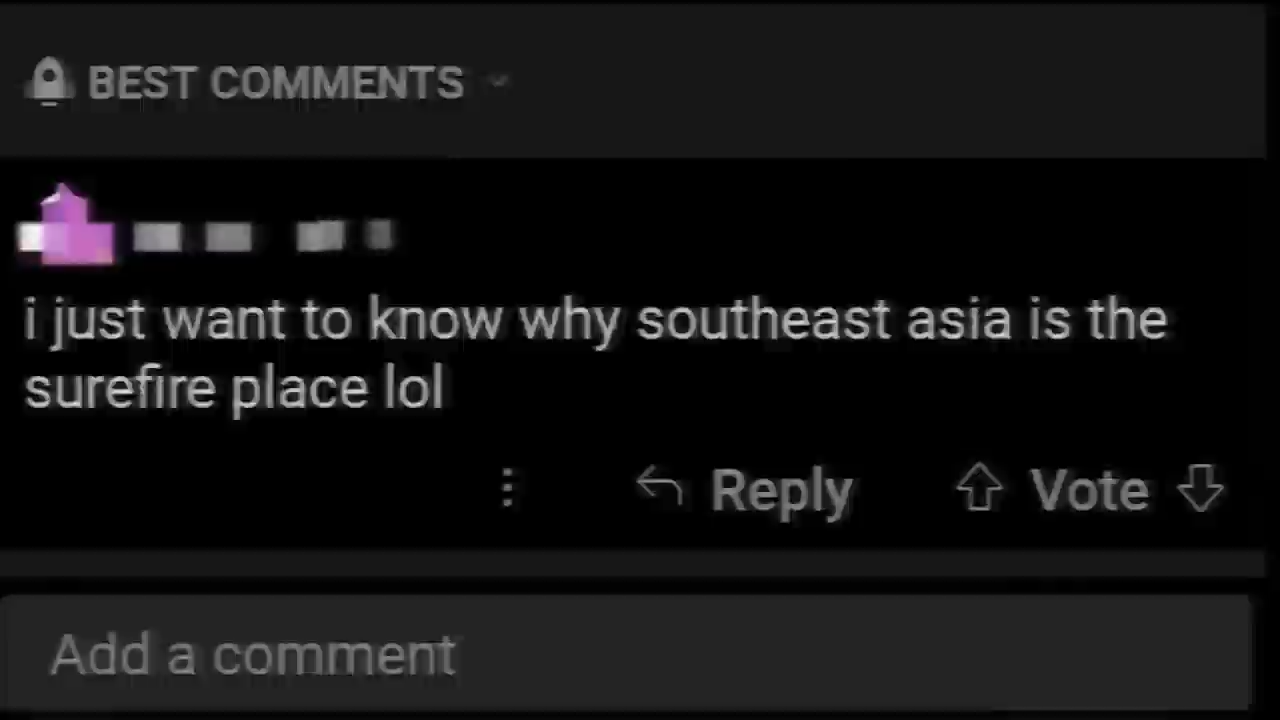 BEST COMMENTS
i just want to know why southeast asia is the
surefire place lol
Reply
Vote
Add a comment